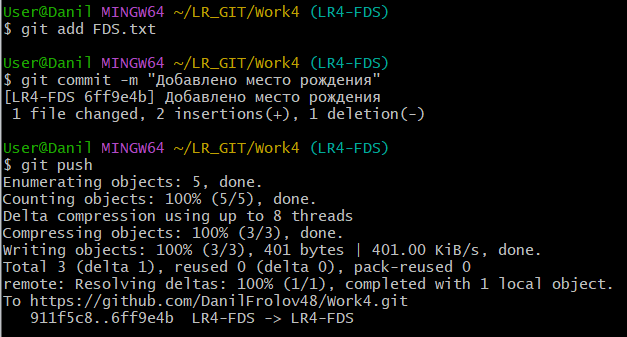 User@Danil MINGW64 ~/LR_GIT/Work4 (LR4-FDS)
$ git add FDS.txt
User@Danil MINGW64 ~/LR_GIT/Work4 (LR4-FDS)
$ git commit -m "Добавлено место рождения"
[LR4-FDS 6ff9e4b] Добавлено место рождения
 1 file changed, 2 insertions(+), 1 deletion(-)
User@Danil MINGW64 ~/LR_GIT/Work4 (LR4-FDS)
$ git push
Enumerating objects: 5, done.
Counting objects: 100% (5/5), done.
Delta compression using up to 8 threads
Compressing objects: 100% (3/3), done.
Writing objects: 100% (3/3), 401 bytes | 401.00 KiB/s, done.
Total 3 (delta 1), reused 0 (delta 0), pack-reused 0
remote: Resolving deltas: 100% (1/1), completed with 1 local object.
To https://github.com/DanilFrolov48/Work4.git
   911f5c8..6ff9e4b  LR4-FDS -> LR4-FDS